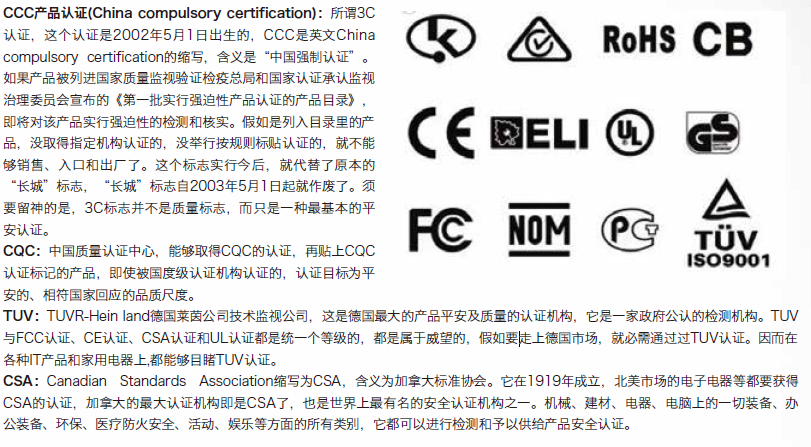 CCC产品认证(China compulsory certification)：所谓3C
认证，这个认证是2002年5月1日出生的，CCC是英文China
compulsory certification的缩写，含义是“中国强制认证”。
如果产品被列进国家质量监视验证检疫总局和国家认证承认监视
治理委员会宣布的《第一批实行强迫性产品认证的产品目录》，
即将对该产品实行强迫性的检测和核实。假如是列入目录里的产
品，没取得指定机构认证的，没举行按规则标贴认证的，就不能
够销售、入口和出厂了。这个标志实行今后，就代替了原本的
“长城”标志，“长城”标志自2003年5月1日起就作废了。须
要留神的是，3C标志并不是质量标志，而只是一种最基本的平
安认证。
CQC：中国质量认证中心，能够取得CQC的认证，再贴上CQC
认证标记的产品，即使被国度级认证机构认证的，认证目标为平
安的、相符国家回应的品质尺度。
RoHS CB
CE ELI UL GS
FC NOM PC TÜV
ISO9001
TUV：TUVR-Hein land德国莱茵公司技术监视公司，这是德国最大的产品平安及质量的认证机构，它是一家政府公认的检测机构。TUV
与FCC认证、CE认证、CSA认证和UL认证都是统一个等级的，都是属于威望的，假如要走上德国市场，就必需通过过TUV认证。因而在
各种IT产品和家用电器上,都能够目睹TUV认证。
CSA：Canadian Standards Association缩写为CSA，含义为加拿大标准协会。它在1919年成立，北美市场的电子电器等都要获得
CSA的认证，加拿大的最大认证机构即是CSA了，也是世界上最有名的安全认证机构之一。机械、建材、电器、电脑上的一切装备、办
公装备、环保、医疗防火安全、活动、娱乐等方面的所有类别，它都可以进行检测和予以供给产品安全认证。